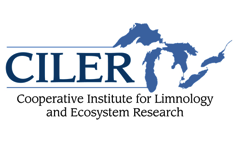 CILER
Cooperative Institute for Limnology
and Ecosystem Research